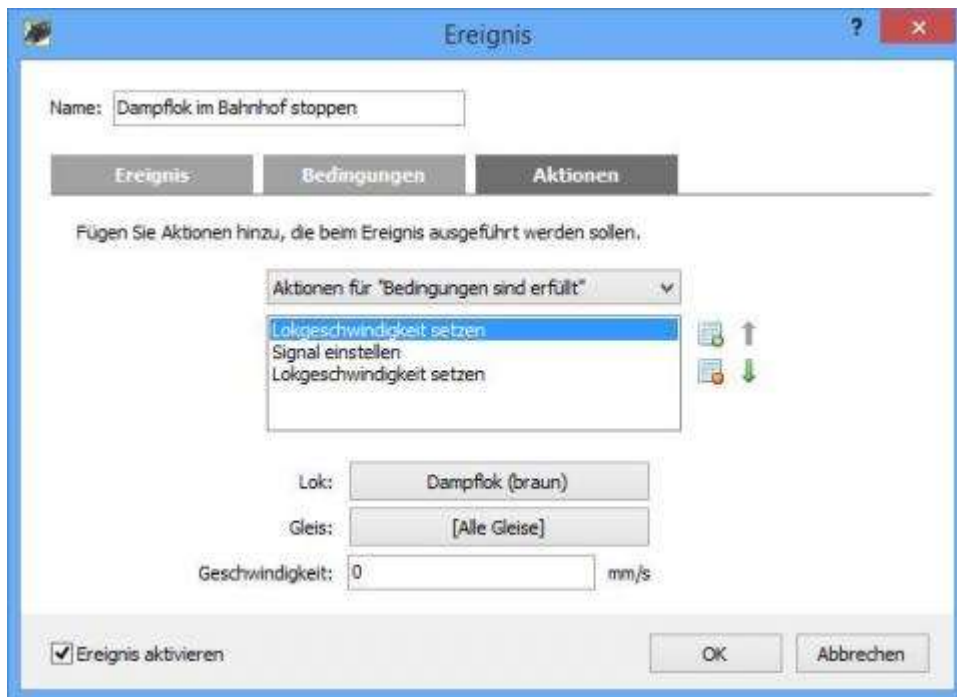 Ereignis
?
Name: Dampflok im Bahnhof stoppen
Ereignis Bedingungen Aktionen
Fügen Sie Aktionen hinzu, die beim Ereignis ausgeführt werden sollen.
Aktionen für "Bedingungen sind erfüllt"
Lokgeschwindigkeit setzen
Signal einstellen
Lokgeschwindigkeit setzen
Lok: Dampflok (braun)
Gleis: [Alle Gleise]
Geschwindigkeit: 0 mm/s
Ereignis aktivieren OK Abbrechen